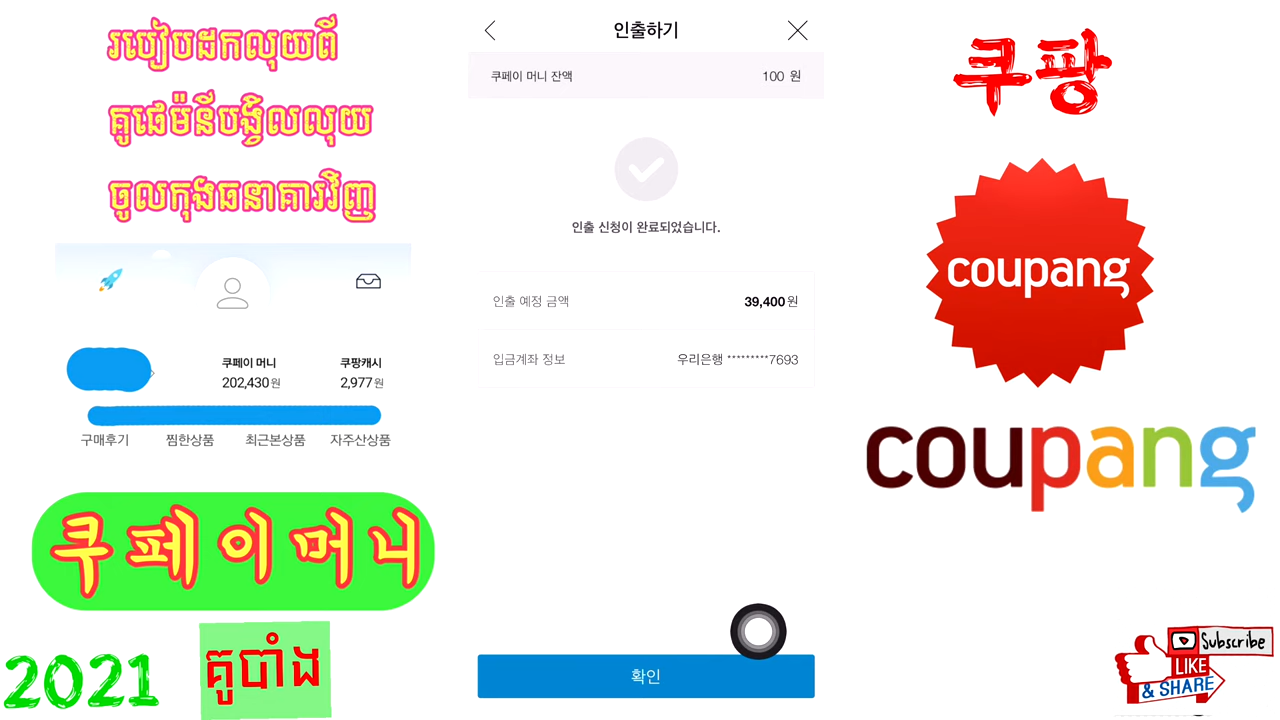 របៀបដកលុយពី
គូផេម៉នីបង្វិលលុយ
ចូលកុងធនាគារវិញ
쿠페이 머니
202,430원
쿠팡캐시
2,977원
구매후기
찜한상품
최근본상품
자주산상품
쿠페이머니
2021
គូបាំង
인출하기
쿠페이 머니 잔액
100 원
인출 신청이 완료되었습니다.
인출 예정 금액
39,400원
입금계좌 정보
우리은행 *********7693
확인
쿠팡
coupang
coupang
Subscribe
LIKE
& SHARE